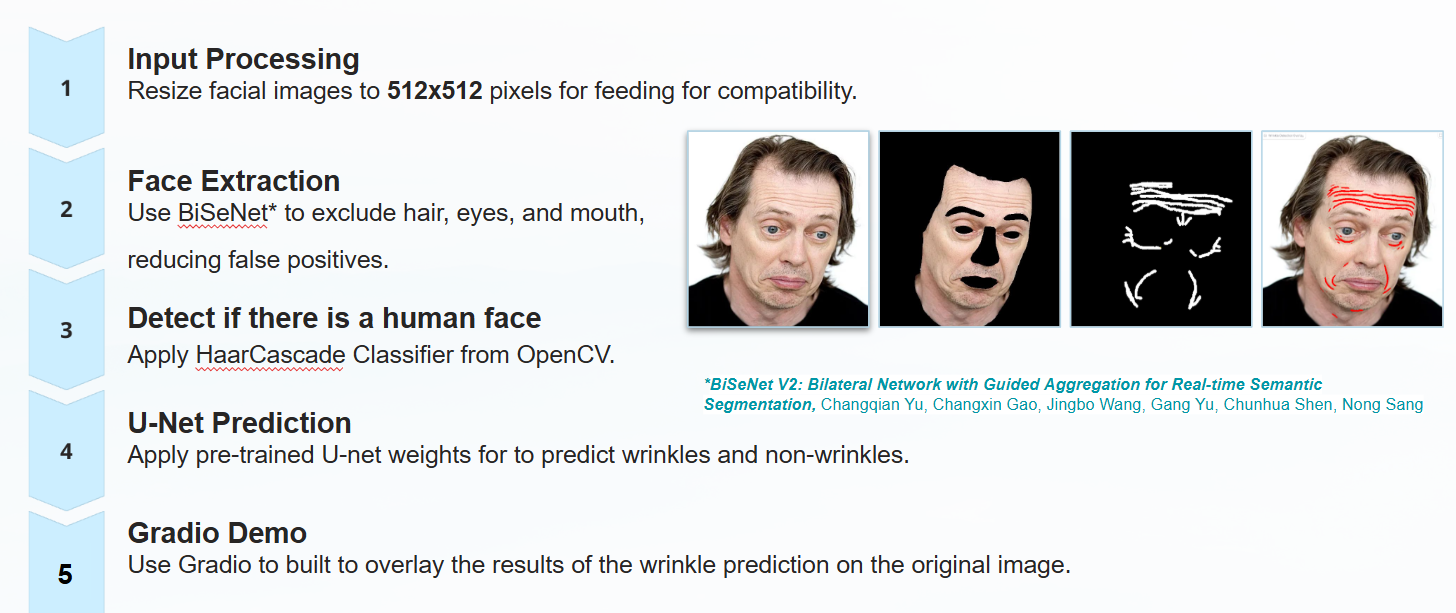 1
Input Processing
Resize facial images to 512x512 pixels for feeding for compatibility.
2
Face Extraction
Use BiSeNet* to exclude hair, eyes, and mouth,
reducing false positives.
3
Detect if there is a human face
Apply HaarCascade Classifier from OpenCV.
*BiSeNet V2: Bilateral Network with Guided Aggregation for Real-time Semantic
Segmentation, Changqian Yu, Changxin Gao, Jingbo Wang, Gang Yu, Chunhua Shen, Nong Sang
4
U-Net Prediction
Apply pre-trained U-net weights for to predict wrinkles and non-wrinkles.
5
Gradio Demo
Use Gradio to built to overlay the results of the wrinkle prediction on the original image.